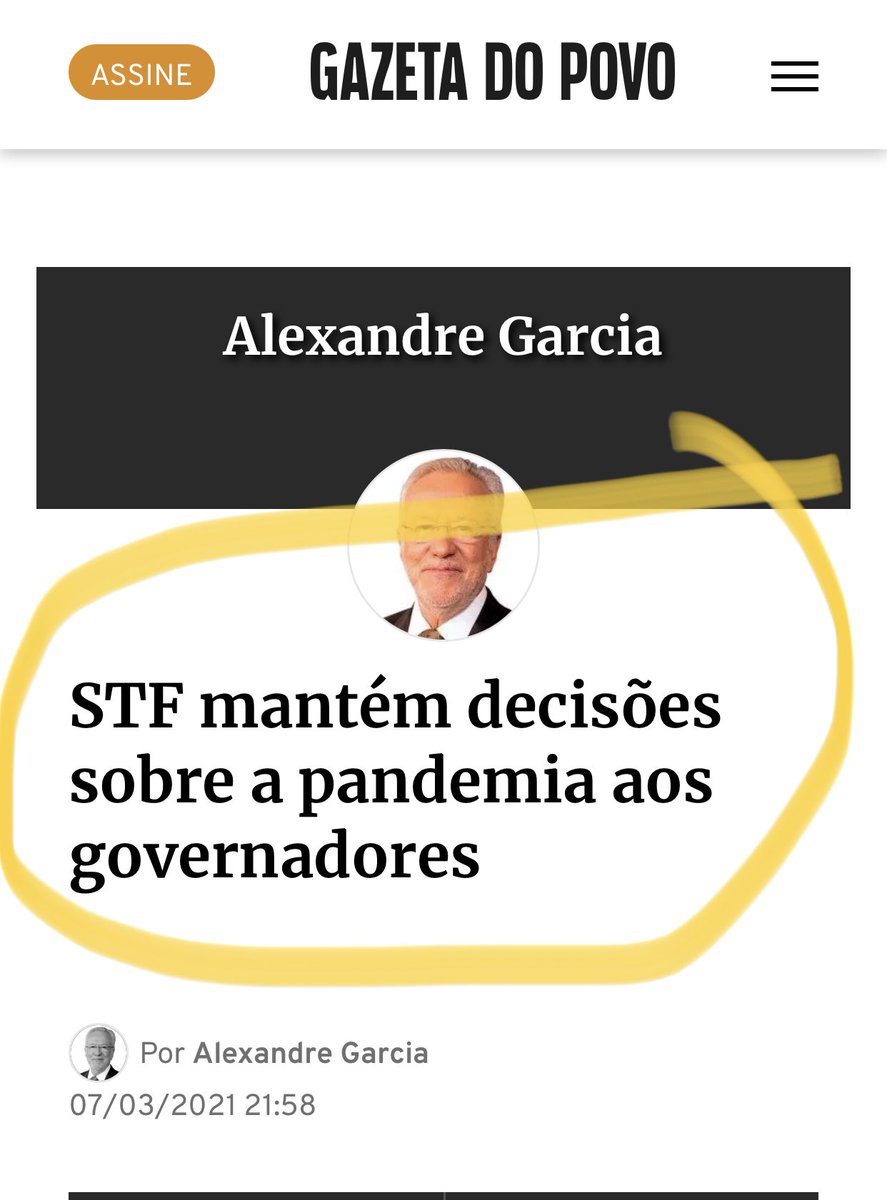 ASSINE
GAZETA DO POVO
Alexandre Garcia
STF mantém decisões
sobre a pandemia aos
governadores
Por Alexandre Garcia
07/03/2021 21:58